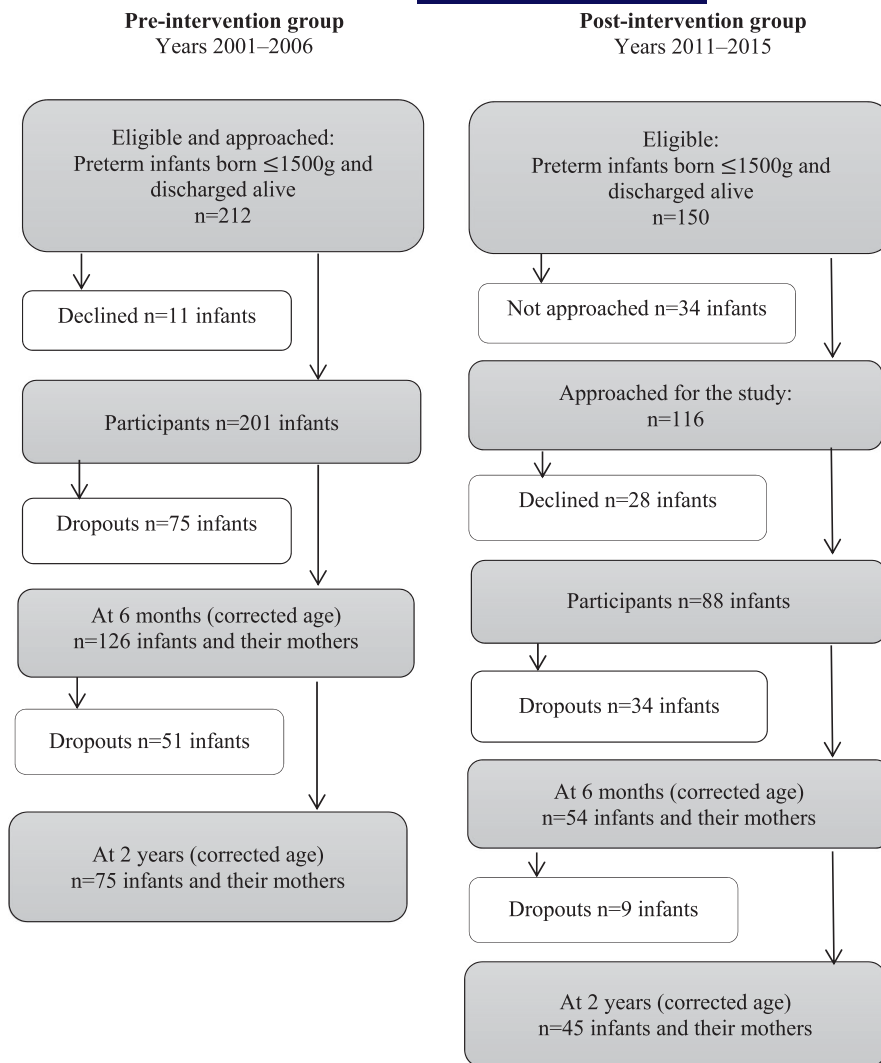 Pre-intervention group
Years 2001–2006
Eligible and approached:
Preterm infants born ≤1500g and
discharged alive
n=212
Declined n=11 infants
Participants n=201 infants
Dropouts n=75 infants
At 6 months (corrected age)
n=126 infants and their mothers
Dropouts n=51 infants
At 2 years (corrected age)
n=75 infants and their mothers
Post-intervention group
Years 2011–2015
Eligible:
Preterm infants born ≤1500g and
discharged alive
n=150
Not approached n=34 infants
Approached for the study:
n=116
Declined n=28 infants
Participants n=88 infants
Dropouts n=34 infants
At 6 months (corrected age)
n=54 infants and their mothers
Dropouts n=9 infants
At 2 years (corrected age)
n=45 infants and their mothers